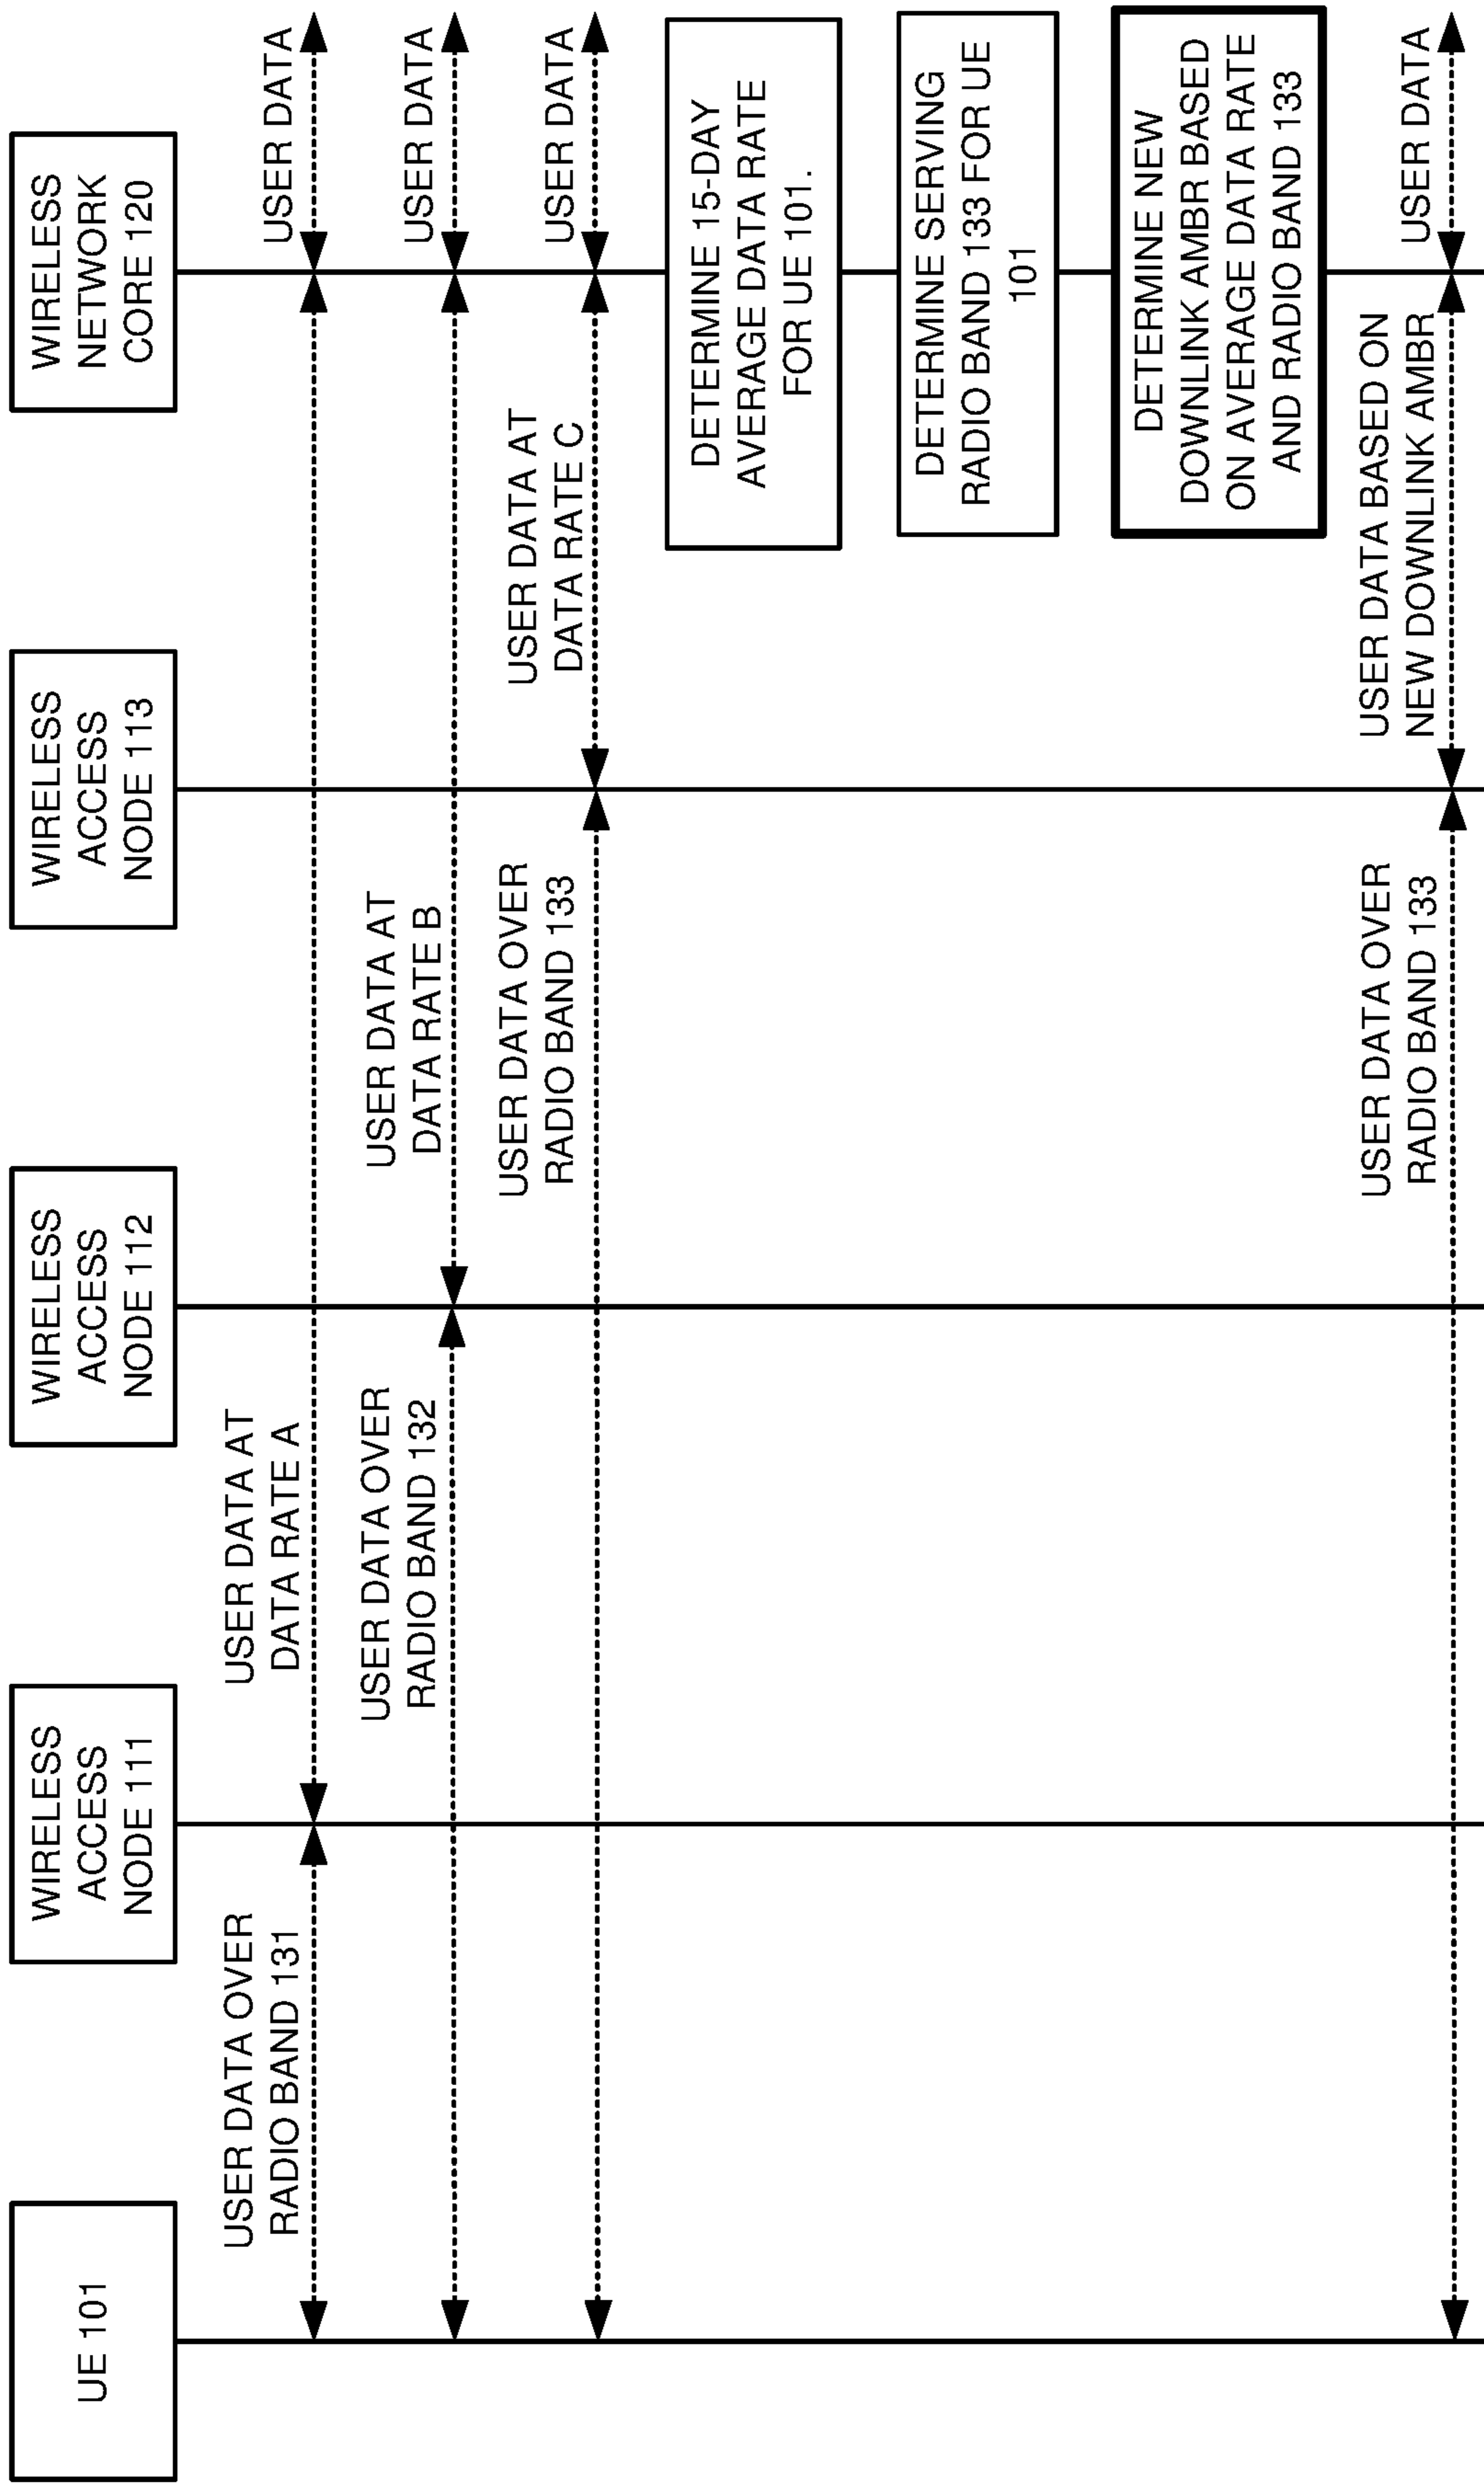 UE 101
WIRELESS
ACCESS
NODE 111
WIRELESS
ACCESS
NODE 112
WIRELESS
ACCESS
NODE 113
WIRELESS
NETWORK
CORE 120
USER DATA OVER
RADIO BAND 131
USER DATA AT
DATA RATE A
USER DATA
USER DATA OVER
RADIO BAND 132
USER DATA AT
DATA RATE B
USER DATA
USER DATA OVER
RADIO BAND 133
USER DATA AT
DATA RATE C
USER DATA
DETERMINE 15-DAY
AVERAGE DATA RATE
FOR UE 101.
DETERMINE SERVING
RADIO BAND 133 FOR UE
101
DETERMINE NEW
DOWNLINK AMBR BASED
ON AVERAGE DATA RATE
AND RADIO BAND 133
USER DATA OVER
RADIO BAND 133
USER DATA BASED ON
NEW DOWNLINK AMBR
USER DATA